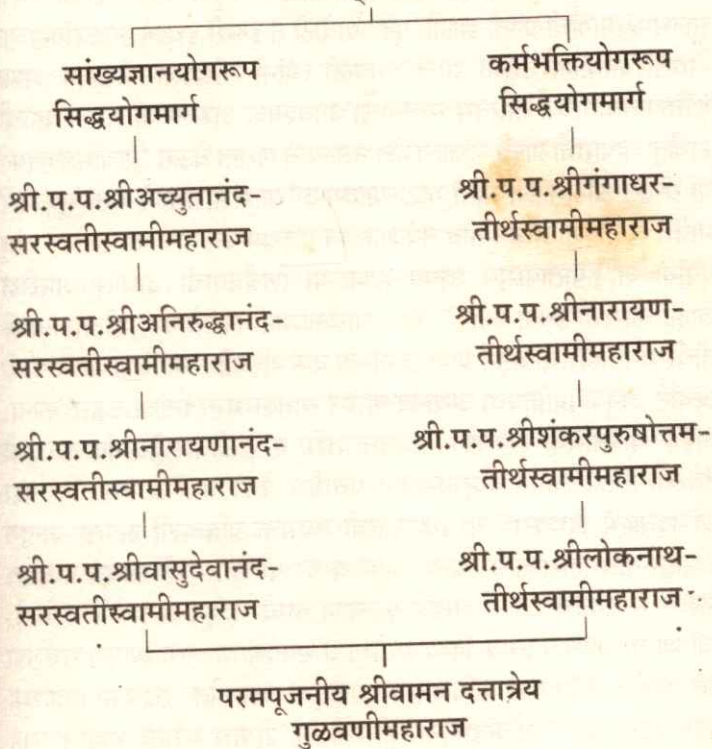 सांख्यज्ञानयोगरूप
सिद्धयोगमार्ग
श्री.प.प.श्रीअच्युतानंद-
सरस्वतीस्वामीमहाराज
श्री.प.प.श्रीअनिरुद्धानंद-
सरस्वतीस्वामीमहाराज
श्री.प.प.श्रीनारायणानंद-
सरस्वतीस्वामीमहाराज
श्री.प.प.श्रीवासुदेवानंद-
सरस्वतीस्वामीमहाराज
कर्मभक्तियोगरूप
सिद्धयोगमार्ग
श्री.प.प.श्रीगंगाधर-
तीर्थस्वामीमहाराज
श्री.प.प.श्रीनारायण-
तीर्थस्वामीमहाराज
श्री.प.प.श्रीशंकरपुरुषोत्तम-
तीर्थस्वामीमहाराज
श्री.प.प.श्रीलोकनाथ-
तीर्थस्वामीमहाराज
परमपूजनीय श्रीवामन दत्तात्रेय
गुळवणीमहाराज